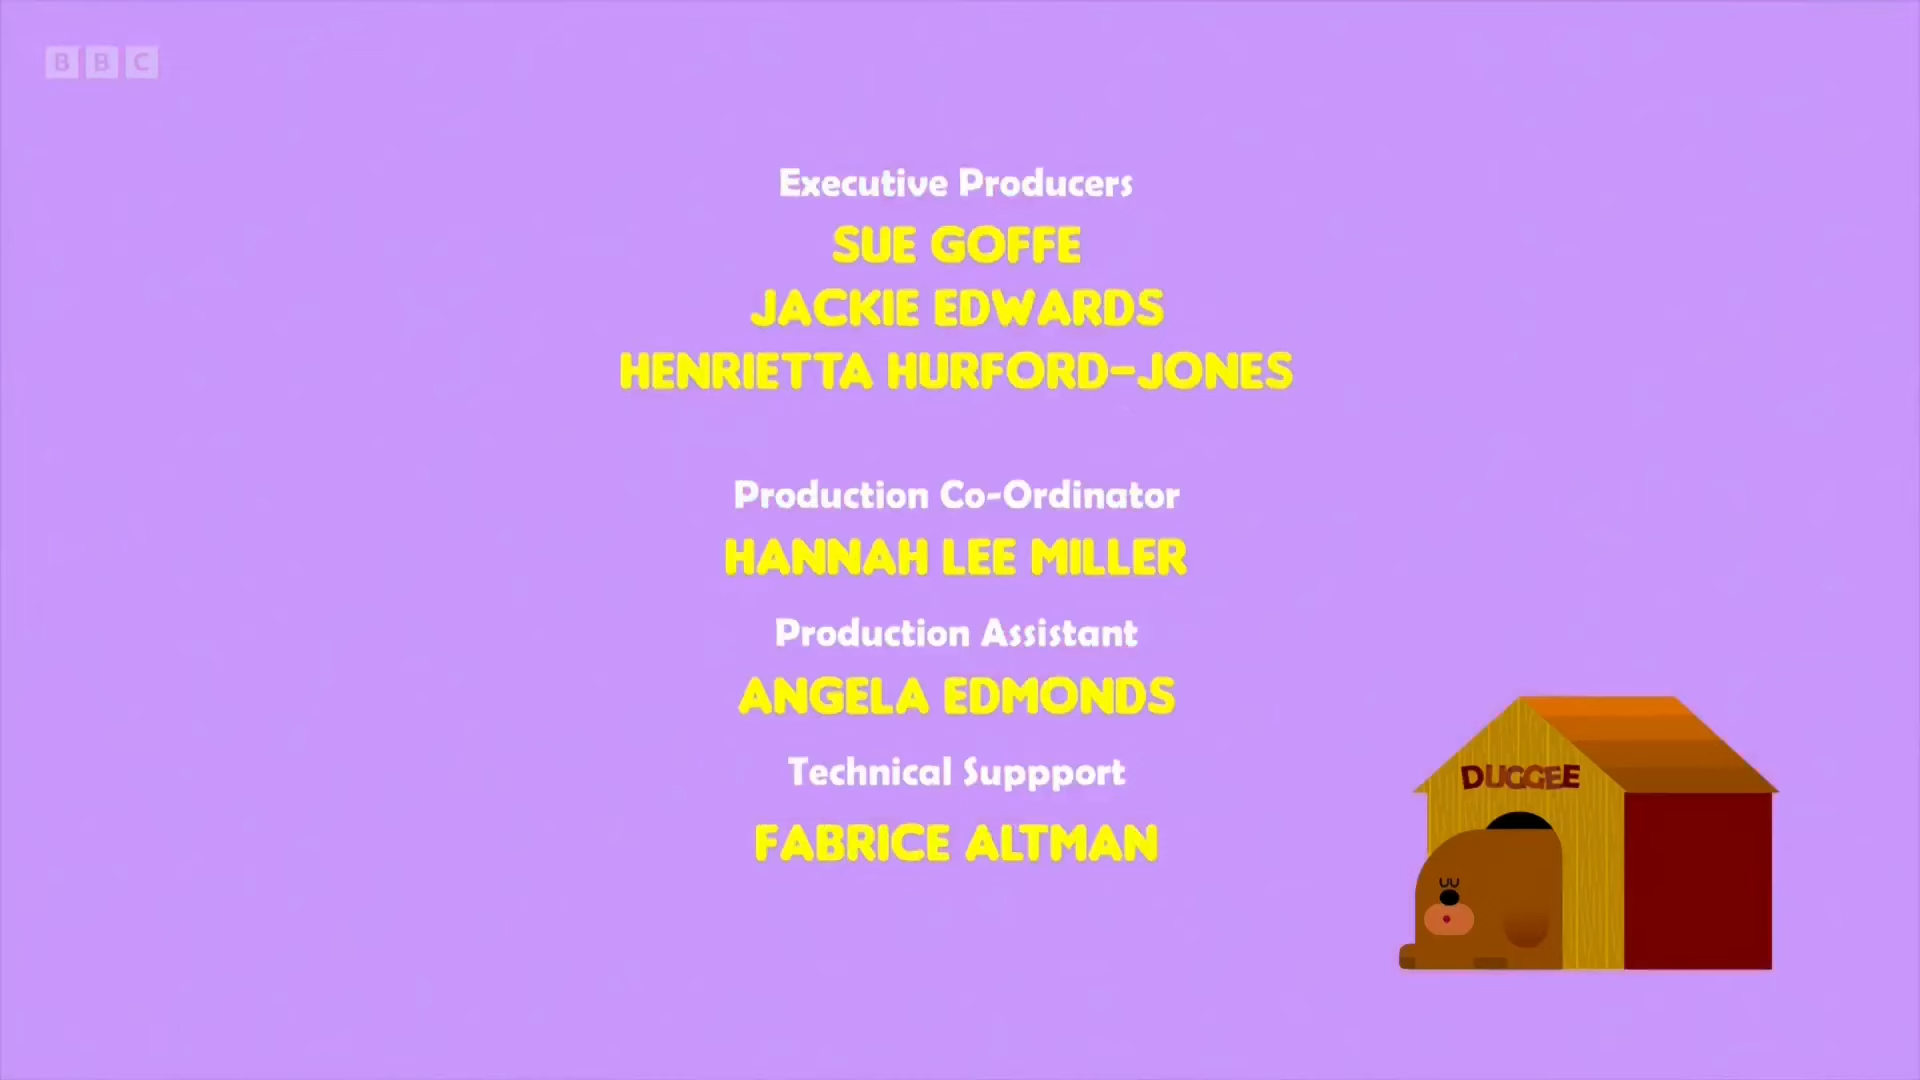 BBC
Executive Producers
SUE GOFFE
JACKIE EDWARDS
HENRIETTA HURFORD-JONES
Production Co-Ordinator
HANNAH LEE MILLER
Production Assistant
ANGELA EDMONDS
Technical Suppport
FABRICE ALTMAN
DUGGEE